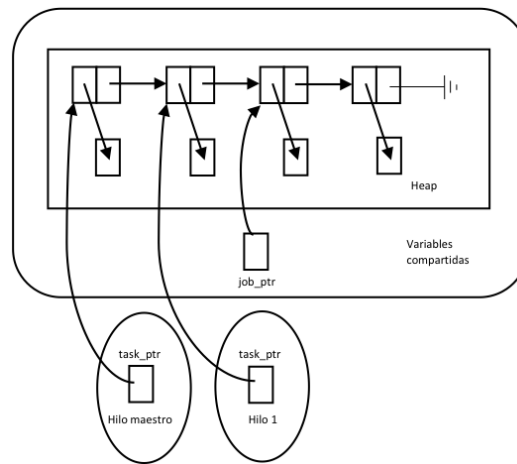 Heap
Variables
compartidas
job_ptr
task_ptr
Hilo maestro
task_ptr
Hilo 1